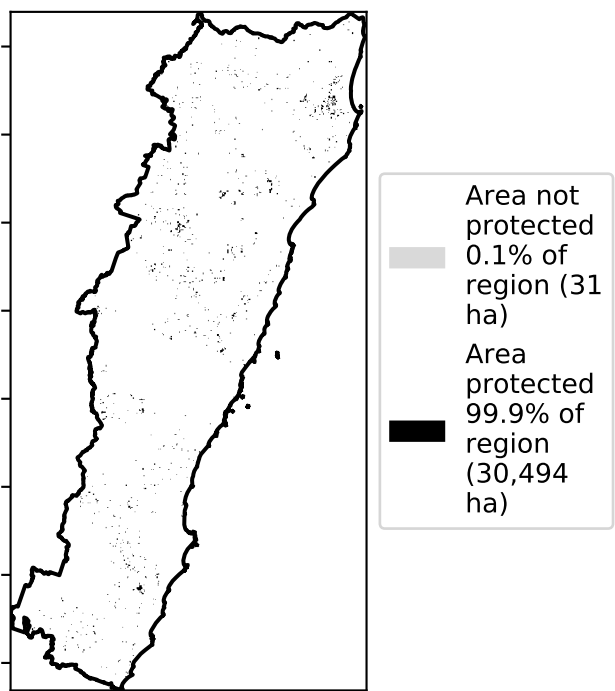 Area not
protected
0.1% of
region (31
ha)
Area
protected
99.9% of
region
(30,494
ha)